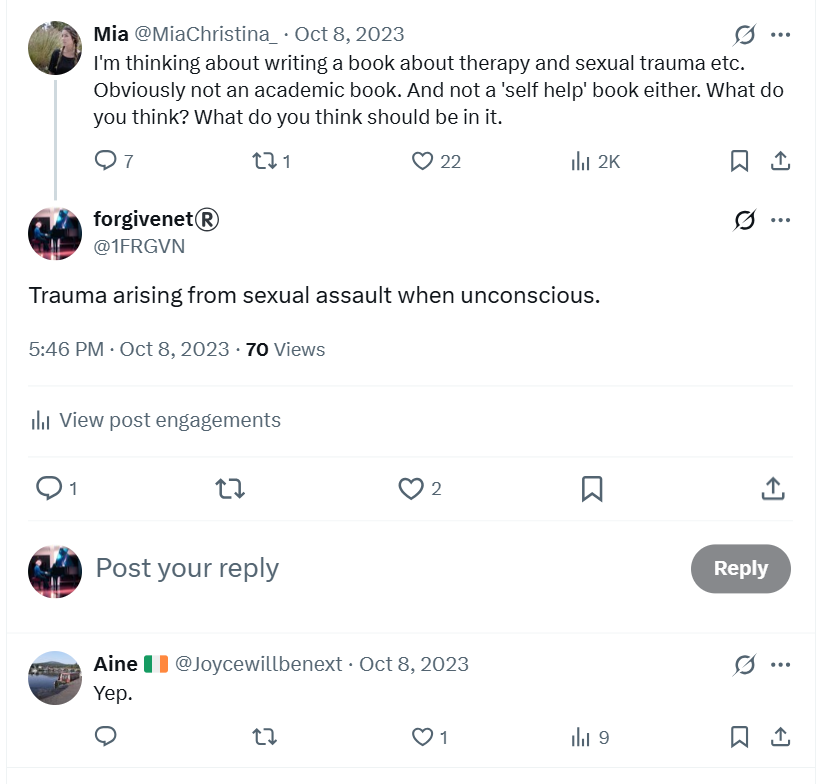 Mia @MiaChristina_ · Oct 8, 2023
I'm thinking about writing a book about therapy and sexual trauma etc.
Obviously not an academic book. And not a 'self help' book either. What do
you think? What do you think should be in it.
7 1 22 2K
forgivenet®
@1FRGVN
Trauma arising from sexual assault when unconscious.
5:46 PM · Oct 8, 2023 · 70 Views
View post engagements
1 2
Post your reply
Reply
Aine 🇮🇪 @Joycewillbenext · Oct 8, 2023
Yep.
1 9